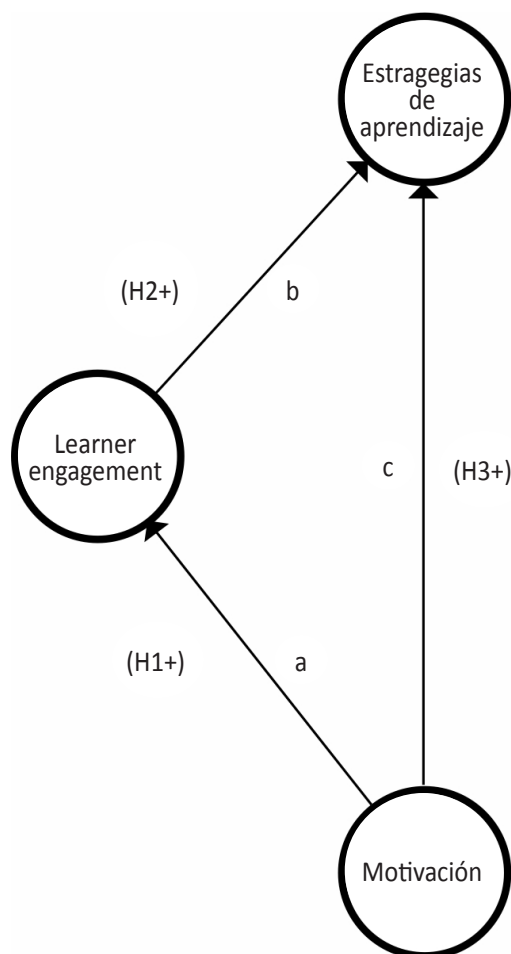 Estragegias
de
aprendizaje
(H2+)
b
Learner
engagement
c
(H3+)
(H1+)
a
Motivación